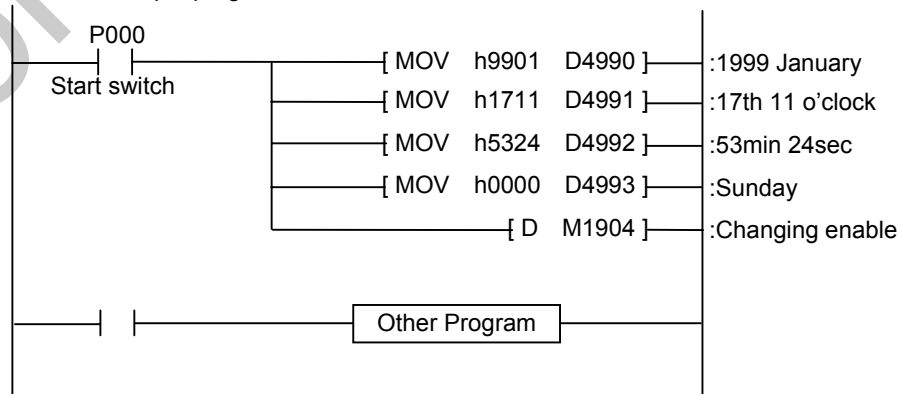 P000
Start switch
[ MOV h9901 D4990 ] :1999 January
[ MOV h1711 D4991 ] :17th 11 o’clock
[ MOV h5324 D4992 ] :53min 24sec
[ MOV h0000 D4993 ] :Sunday
[ D M1904 ] :Changing enable
Other Program